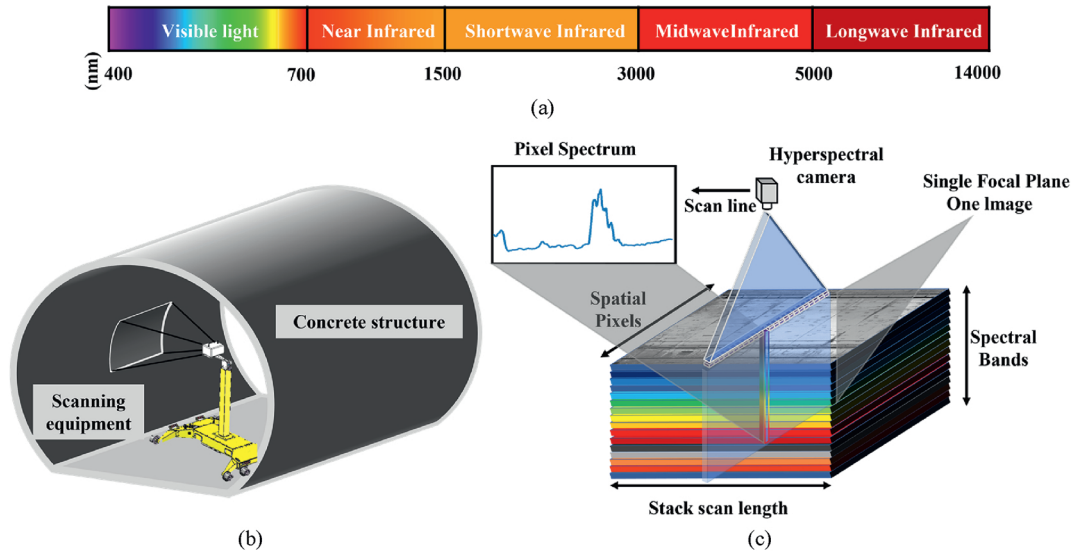 Visible light Near Infrared Shortwave Infrared MidwaveInfrared Longwave Infrared
(nm)
400 700 1500 3000 5000 14000
(a)
Concrete structure
Scanning
equipment
(b)
Pixel Spectrum
Hyperspectral
camera
Scan line
Single Focal Plane
One Image
Spatial
Pixels
Spectral
Bands
Stack scan length
(c)